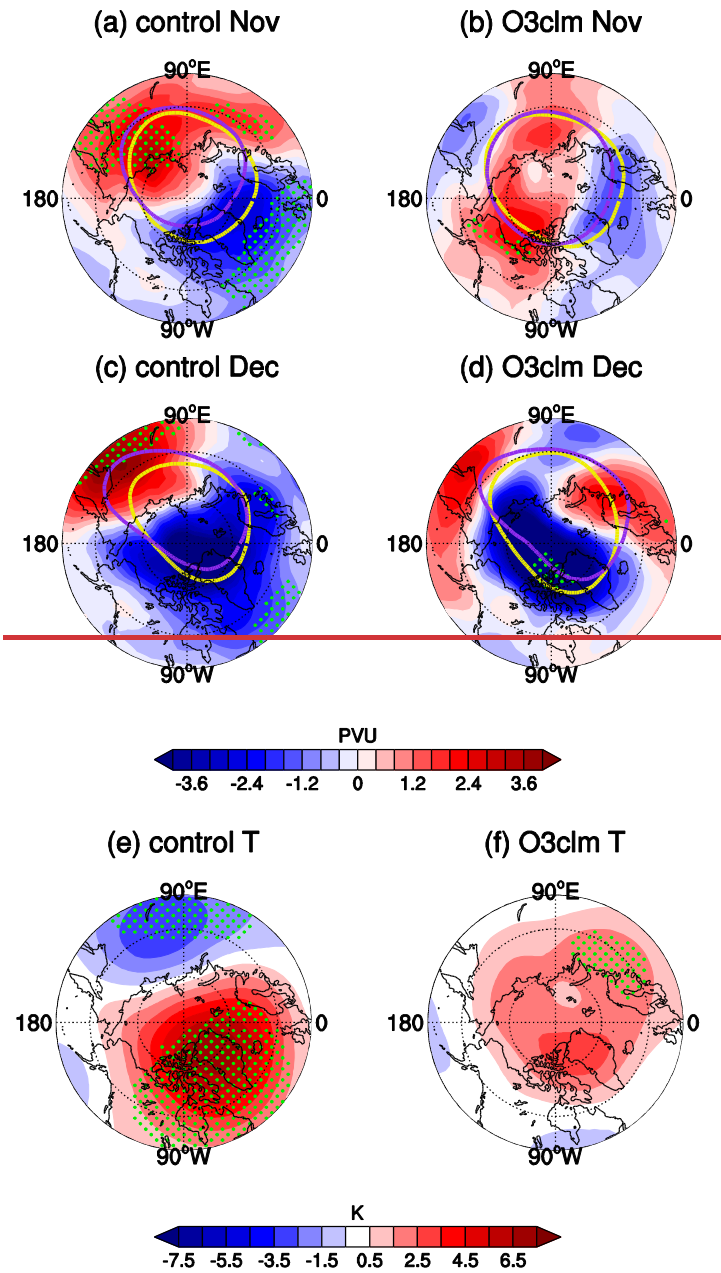 (a) control Nov (b) O3clm Nov
90°E 90°E
180 0 180 0
90°W 90°W
(c) control Dec (d) O3clm Dec
90°E 90°E
180 0 180 0
90°W 90°W
PVU
-3.6 -2.4 -1.2 0 1.2 2.4 3.6
(e) control T (f) O3clm T
90°E 90°E
180 0 180 0
90°W 90°W
K
-7.5 -5.5 -3.5 -1.5 0.5 2.5 4.5 6.5